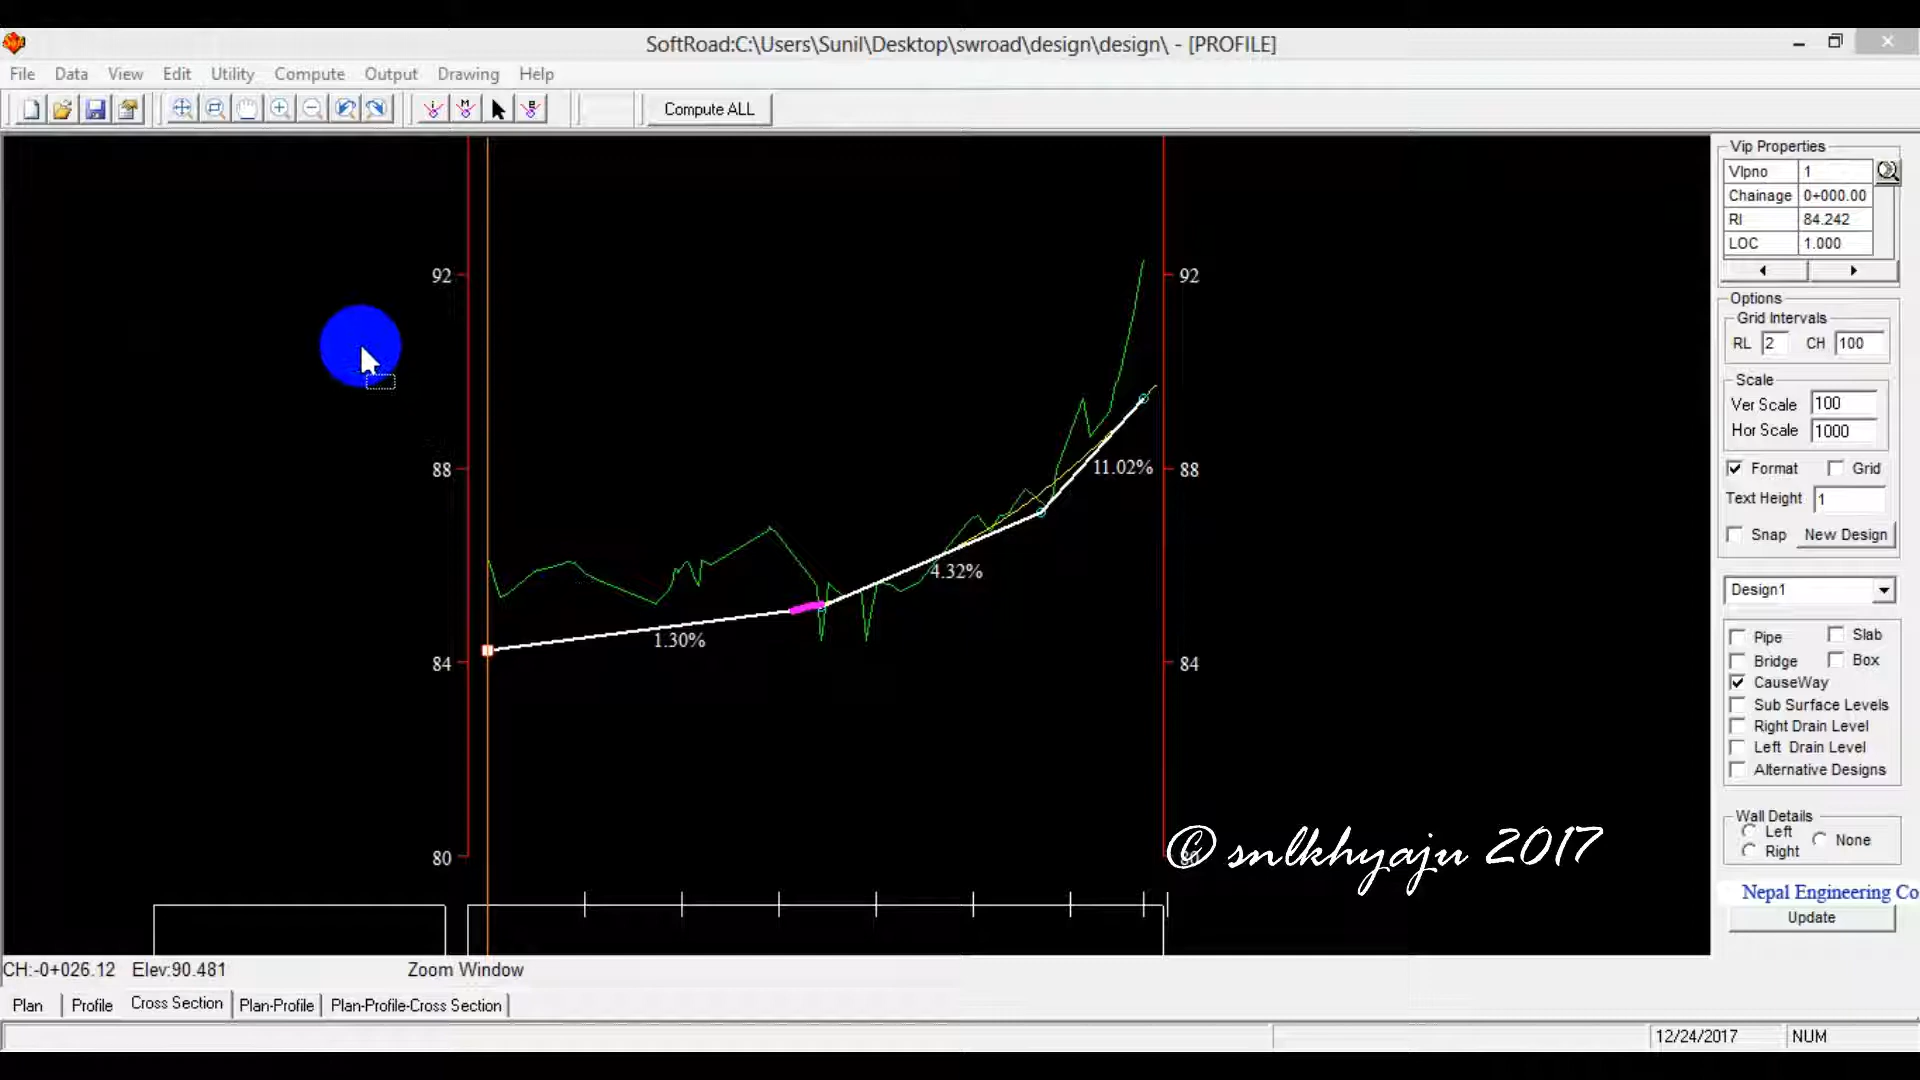 SoftRoad:C:\Users\Sunil\Desktop\swroad\design\design\ - [PROFILE]
File Data View Edit Utility Compute Output Drawing Help
Compute ALL
Vip Properties
VIpno 1
Chainage 0+000.00
Rl 84.242
LOC 1.000
Options
Grid Intervals
RL 2 CH 100
Scale
Ver Scale 100
Hor Scale 1000
Format Grid
Text Height 1
Snap New Design
Design1
Pipe Slab
Bridge Box
CauseWay
Sub Surface Levels
Right Drain Level
Left Drain Level
Alternative Designs
Wall Details
Left
Right None
Nepal Engineering Co
Update
92 92
88 11.02% 88
4.32%
1.30%
84 84
80 80
© snlkhyaju 2017
CH:-0+026.12 Elev:90.481 Zoom Window
Plan Profile Cross Section Plan-Profile Plan-Profile-Cross Section
12/24/2017 NUM